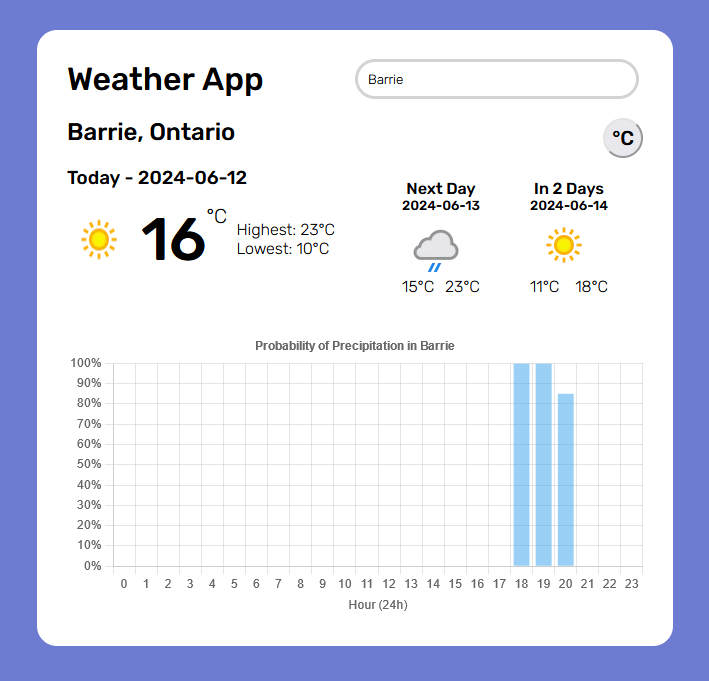 Weather App
Barrie
Barrie, Ontario
°C
Today - 2024-06-12
16 °C
Highest: 23°C
Lowest: 10°C
Next Day
2024-06-13
15°C 23°C
In 2 Days
2024-06-14
11°C 18°C
Probability of Precipitation in Barrie
100%
90%
80%
70%
60%
50%
40%
30%
20%
10%
0%
0 1 2 3 4 5 6 7 8 9 10 11 12 13 14 15 16 17 18 19 20 21 22 23
Hour (24h)